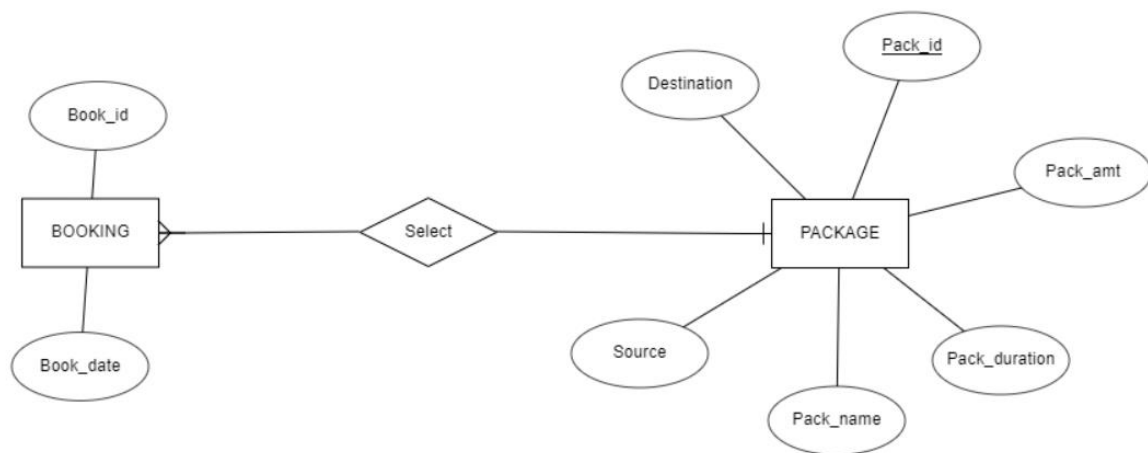 Pack_id
Destination
Book_id
Pack_amt
BOOKING
Select
PACKAGE
Source
Pack_duration
Book_date
Pack_name